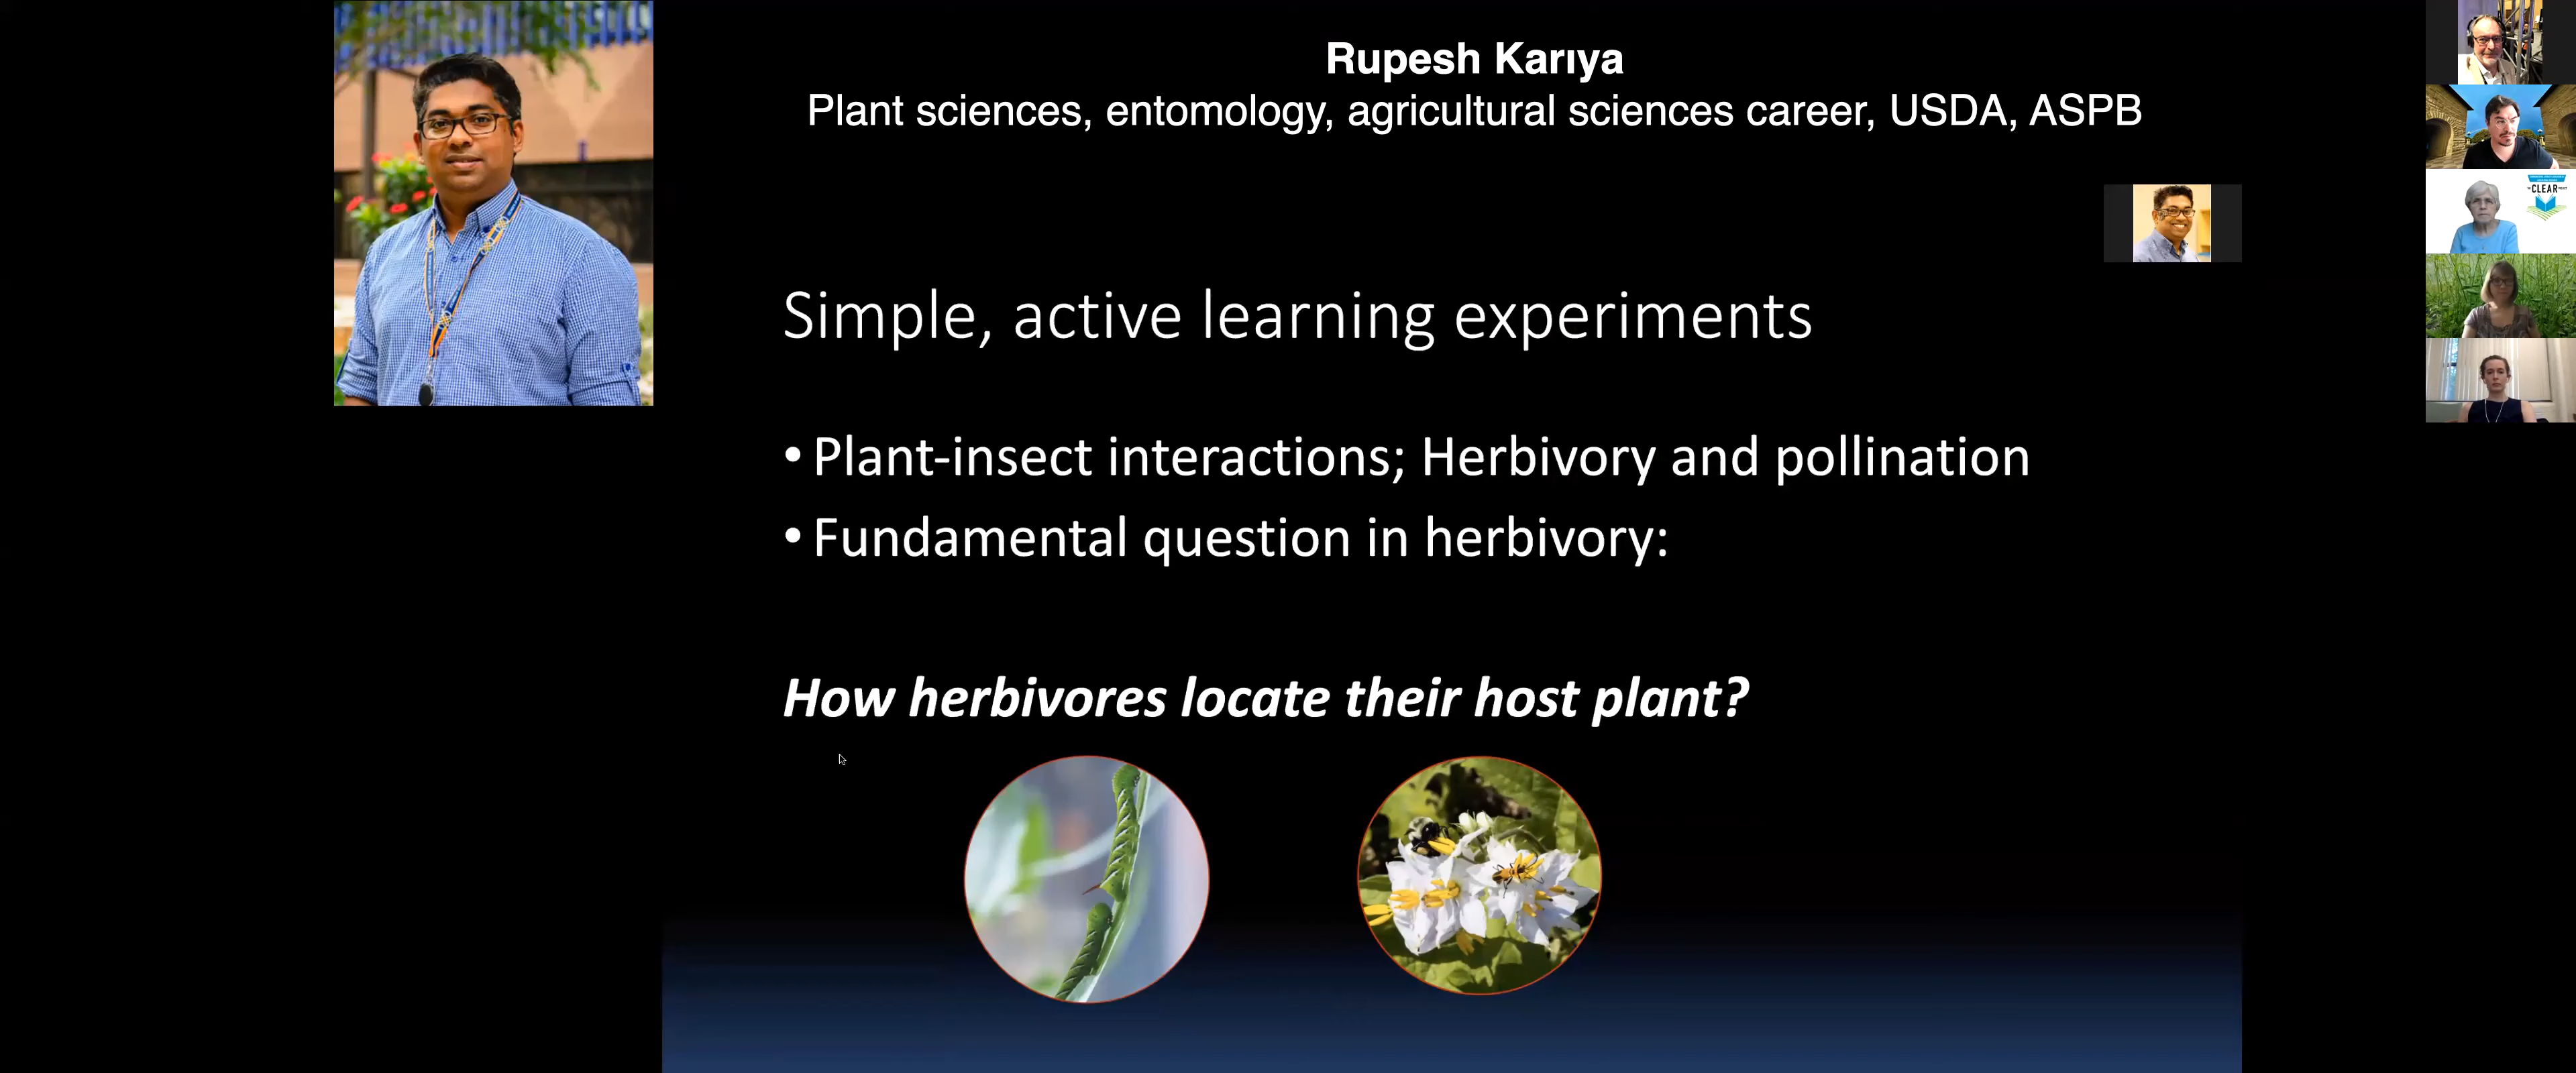 Rupesh Karıya
Plant sciences, entomology, agricultural sciences career, USDA, ASPB
CLEAR
Simple, active learning experiments
• Plant-insect interactions; Herbivory and pollination
• Fundamental question in herbivory:
How herbivores locate their host plant?